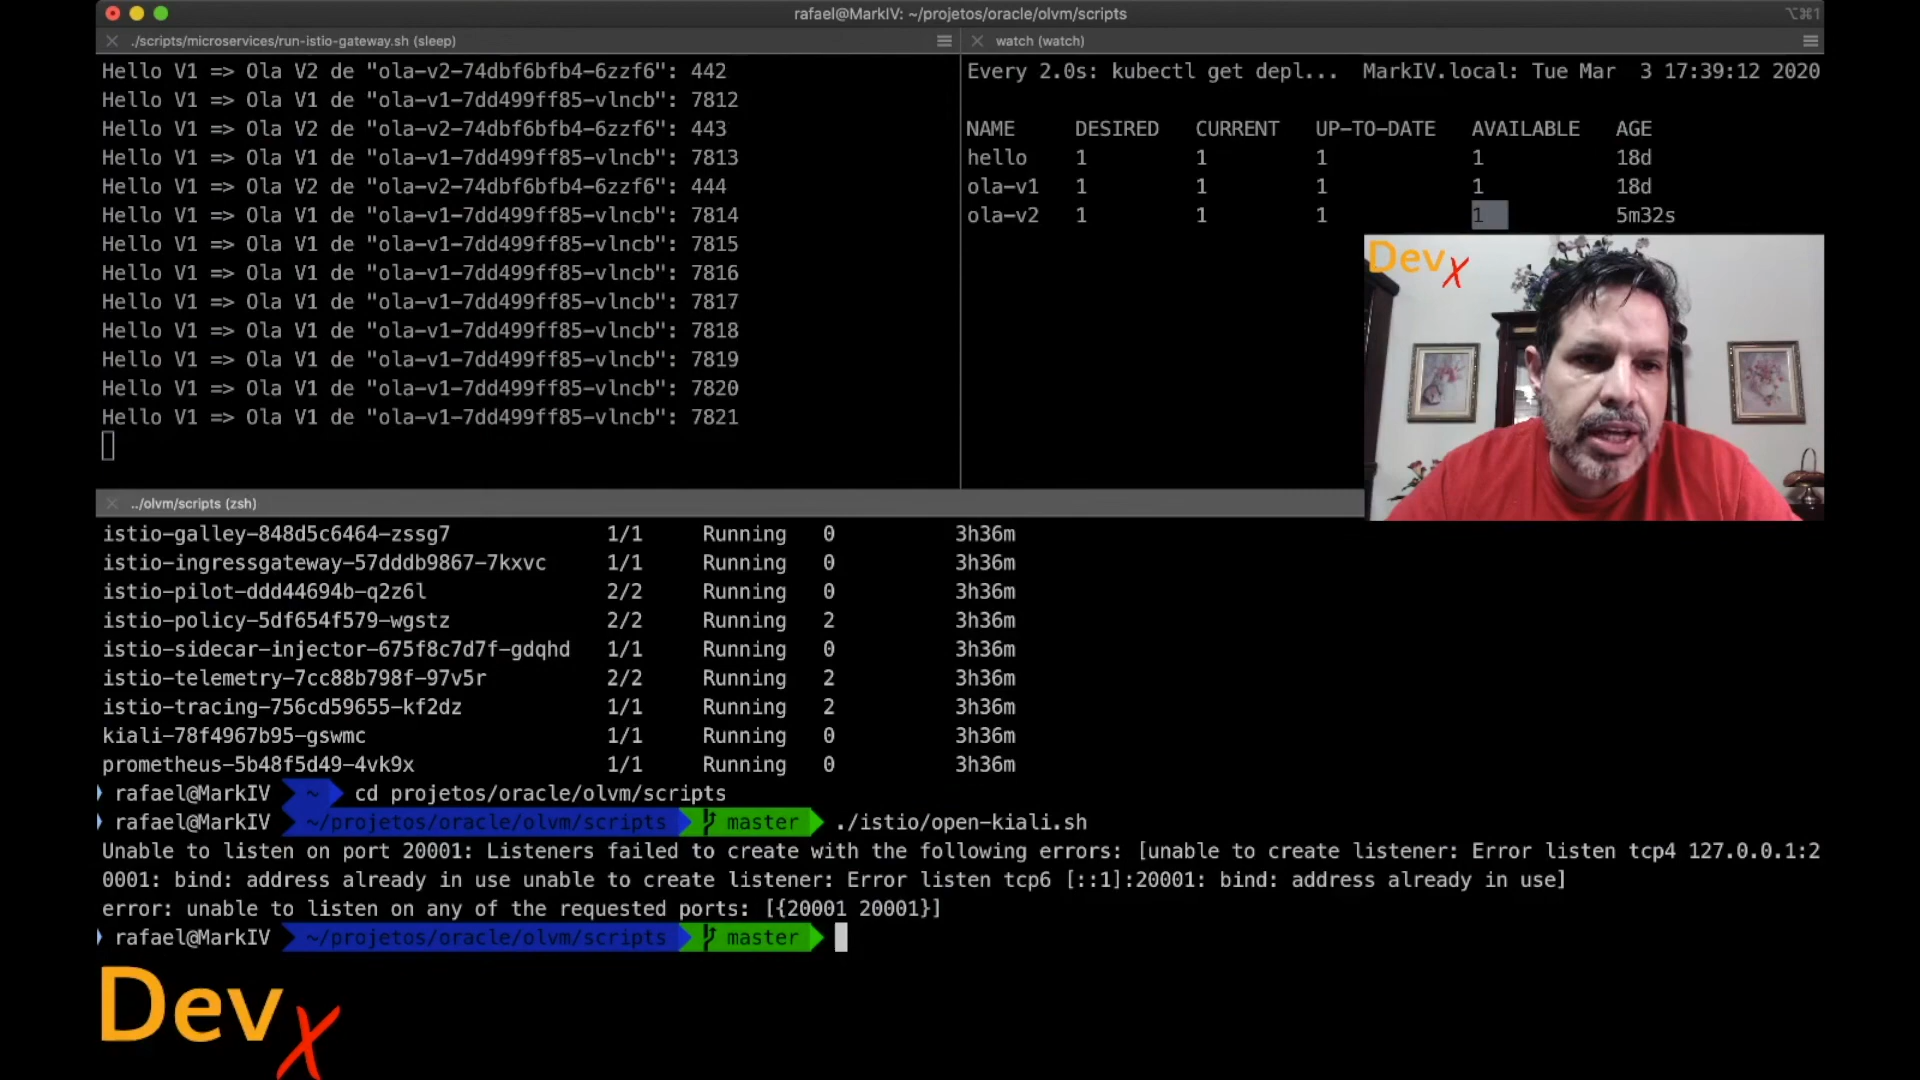 rafael@MarkIV: ~/projetos/oracle/olvm/scripts
⌥⌘1
./scripts/microservices/run-istio-gateway.sh (sleep)
Hello V1 => Ola V2 de "ola-v2-74dbf6bfb4-6zzf6": 442
Hello V1 => Ola V1 de "ola-v1-7dd499ff85-vlncb": 7812
Hello V1 => Ola V2 de "ola-v2-74dbf6bfb4-6zzf6": 443
Hello V1 => Ola V1 de "ola-v1-7dd499ff85-vlncb": 7813
Hello V1 => Ola V2 de "ola-v2-74dbf6bfb4-6zzf6": 444
Hello V1 => Ola V1 de "ola-v1-7dd499ff85-vlncb": 7814
Hello V1 => Ola V1 de "ola-v1-7dd499ff85-vlncb": 7815
Hello V1 => Ola V1 de "ola-v1-7dd499ff85-vlncb": 7816
Hello V1 => Ola V1 de "ola-v1-7dd499ff85-vlncb": 7817
Hello V1 => Ola V1 de "ola-v1-7dd499ff85-vlncb": 7818
Hello V1 => Ola V1 de "ola-v1-7dd499ff85-vlncb": 7819
Hello V1 => Ola V1 de "ola-v1-7dd499ff85-vlncb": 7820
Hello V1 => Ola V1 de "ola-v1-7dd499ff85-vlncb": 7821
watch (watch)
Every 2.0s: kubectl get depl... MarkIV.local: Tue Mar 3 17:39:12 2020
NAME DESIRED CURRENT UP-TO-DATE AVAILABLE AGE
hello 1 1 1 1 18d
ola-v1 1 1 1 1 18d
ola-v2 1 1 1 1 5m32s
Devx
../olvm/scripts (zsh)
istio-galley-848d5c6464-zssg7 1/1 Running 0 3h36m
istio-ingressgateway-57dddb9867-7kxvc 1/1 Running 0 3h36m
istio-pilot-ddd44694b-q2z6l 2/2 Running 0 3h36m
istio-policy-5df654f579-wgstz 2/2 Running 2 3h36m
istio-sidecar-injector-675f8c7d7f-gdqhd 1/1 Running 0 3h36m
istio-telemetry-7cc88b798f-97v5r 2/2 Running 2 3h36m
istio-tracing-756cd59655-kf2dz 1/1 Running 2 3h36m
kiali-78f4967b95-gswmc 1/1 Running 0 3h36m
prometheus-5b48f5d49-4vk9x 1/1 Running 0 3h36m
rafael@MarkIV ~ cd projetos/oracle/olvm/scripts
rafael@MarkIV ~/projetos/oracle/olvm/scripts master ./istio/open-kiali.sh
Unable to listen on port 20001: Listeners failed to create with the following errors: [unable to create listener: Error listen tcp4 127.0.0.1:2
0001: bind: address already in use unable to create listener: Error listen tcp6 [::1]:20001: bind: address already in use]
error: unable to listen on any of the requested ports: [{20001 20001}]
rafael@MarkIV ~/projetos/oracle/olvm/scripts master
Devx